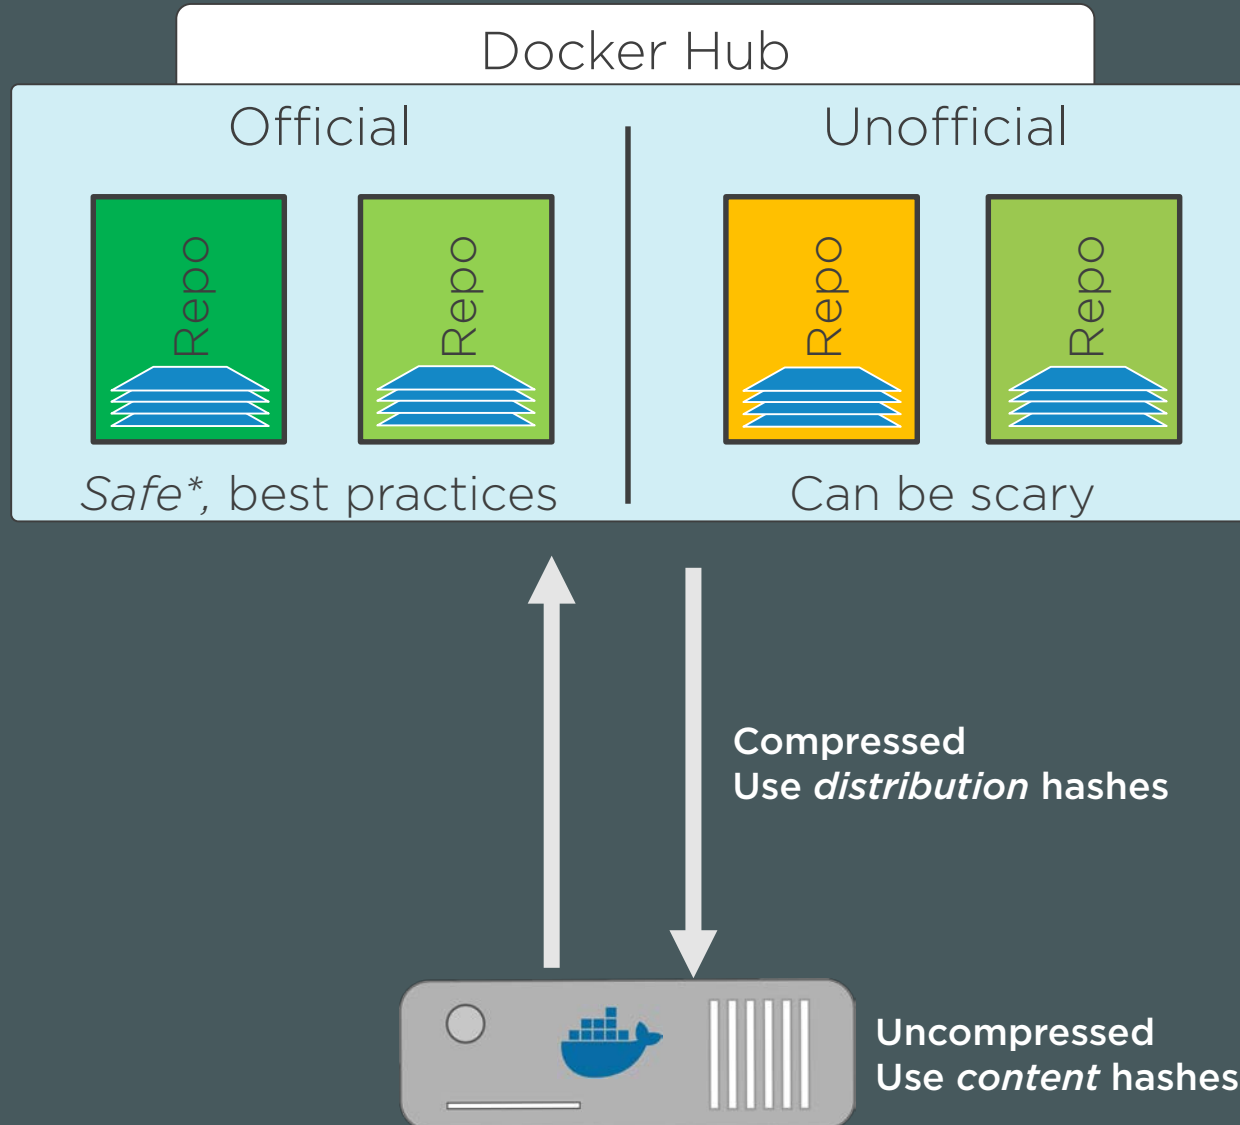 Docker Hub
Official
Unofficial
Repo
Repo
Repo
Repo
Safe*, best practices
Can be scary
Compressed
Use distribution hashes
Uncompressed
Use content hashes